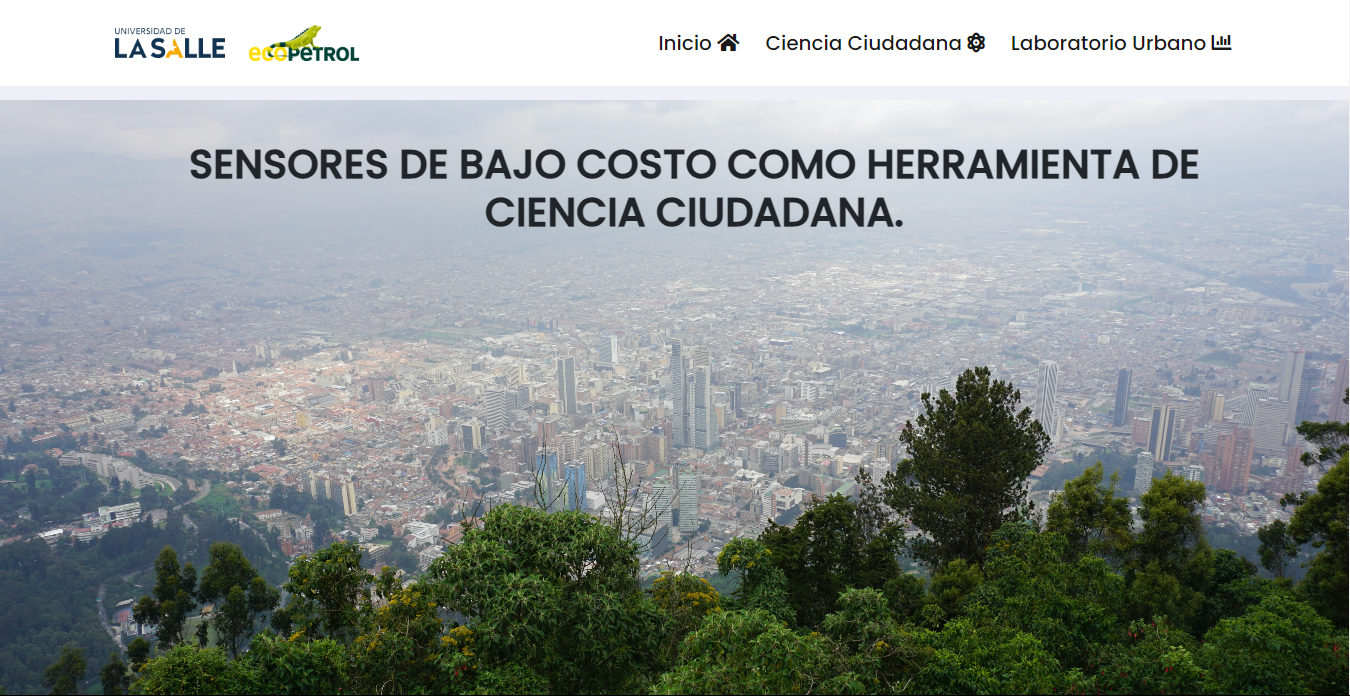 UNIVERSIDAD DE
LA SALLE
ecopetrol
Inicio
Ciencia Ciudadana
Laboratorio Urbano
SENSORES DE BAJO COSTO COMO HERRAMIENTA DE
CIENCIA CIUDADANA.